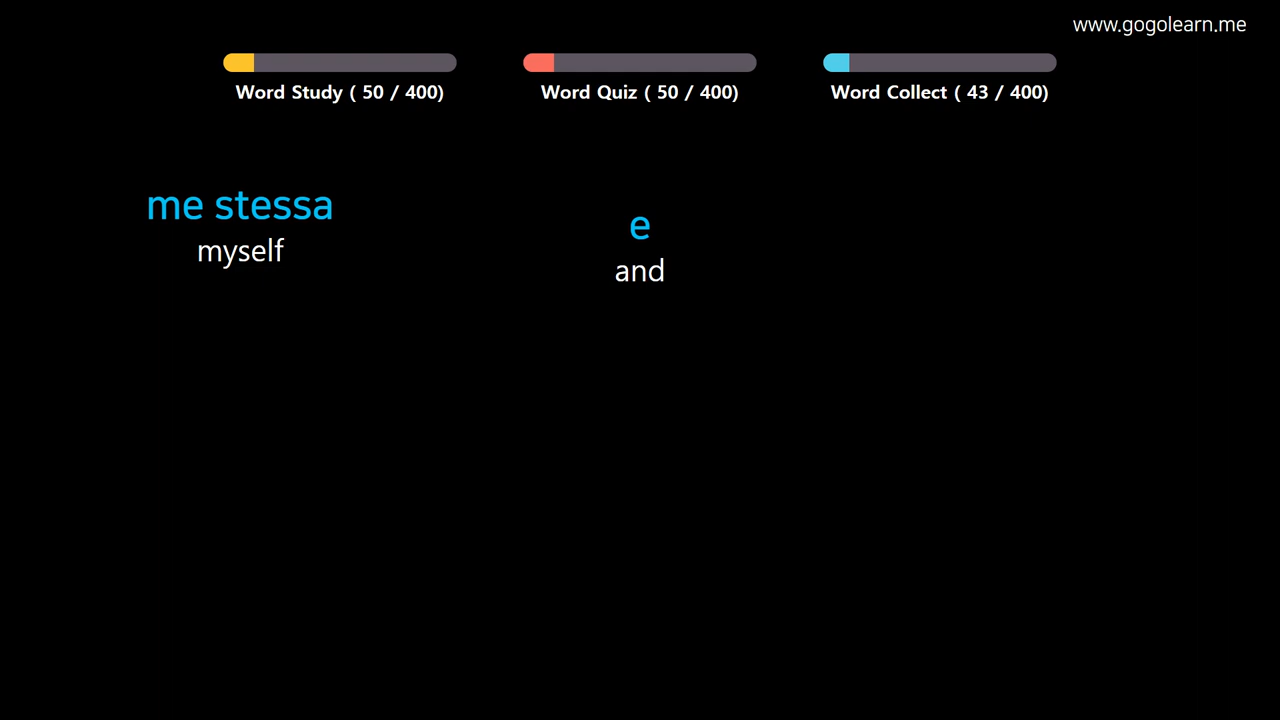 www.gogolearn.me
Word Study ( 50 / 400)
Word Quiz ( 50 / 400)
Word Collect ( 43 / 400)
me stessa
myself
e
and